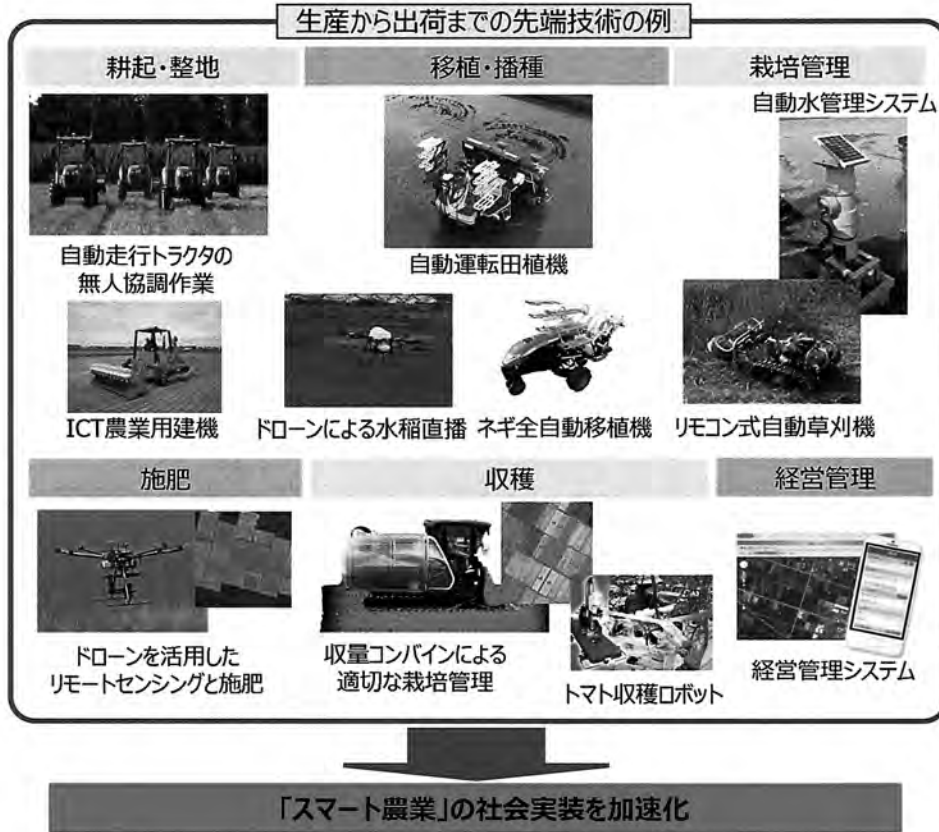 生産から出荷までの先端技術の例
耕起・整地
移植・播種
栽培管理
自動水管理システム
自動走行トラクタの
無人協調作業
自動運転田植機
ICT農業用建機
ドローンによる水稲直播
ネギ全自動移植機
リモコン式自動草刈機
施肥
収穫
経営管理
ドローンを活用した
リモートセンシングと施肥
収量コンバインによる
適切な栽培管理
トマト収穫ロボット
経営管理システム
「スマート農業」の社会実装を加速化